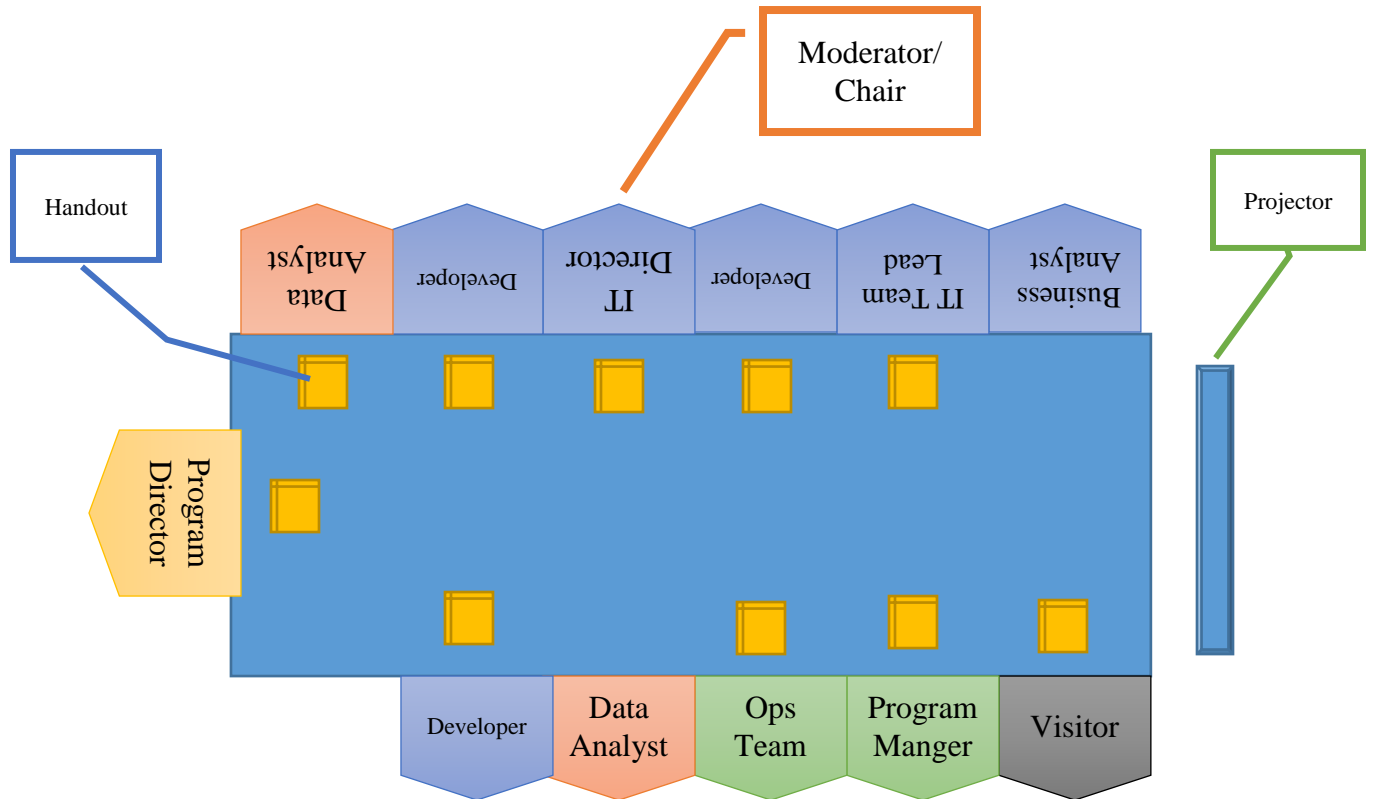 Moderator/
Chair
Handout
Projector
Data
Analyst
Developer
IT
Director
Developer
IT Team
Lead
Business
Analyst
Program
Director
Developer
Data
Analyst
Ops
Team
Program
Manger
Visitor